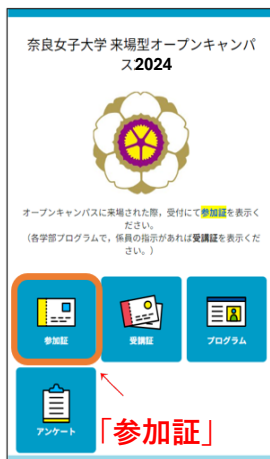 奈良女子大学 来場型オープンキャンパ
ス2024
オープンキャンパスに来場された際，受付にて参加証を表示く
ださい。
（各学部プログラムで，係員の指示があれば受講証を表示くだ
さい。）
参加証
受講証
プログラム
アンケート
「参加証」